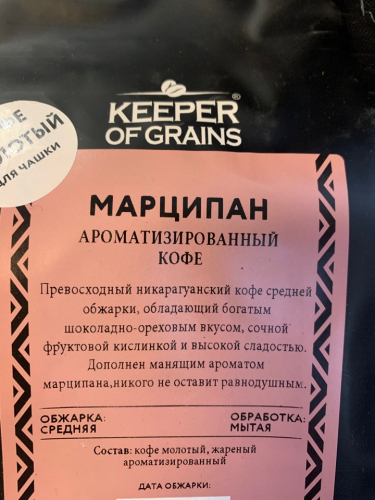 KEEPER
OF GRAINS
®
МОЛОТЫЙ
ДЛЯ ЧАШКИ
МАРЦИПАН
АРОМАТИЗИРОВАННЫЙ
КОФЕ
Превосходный никарагуанский кофе средней
обжарки, обладающий богатым
шоколадно-ореховым вкусом, сочной
фруктовой кислинкой и высокой сладостью.
Дополнен манящим ароматом
марципана,никого не оставит равнодушным.
ОБЖАРКА:
СРЕДНЯЯ
ОБРАБОТКА:
МЫТАЯ
Состав: кофе молотый, жареный
ароматизированный
ДАТА ОБЖАРКИ: